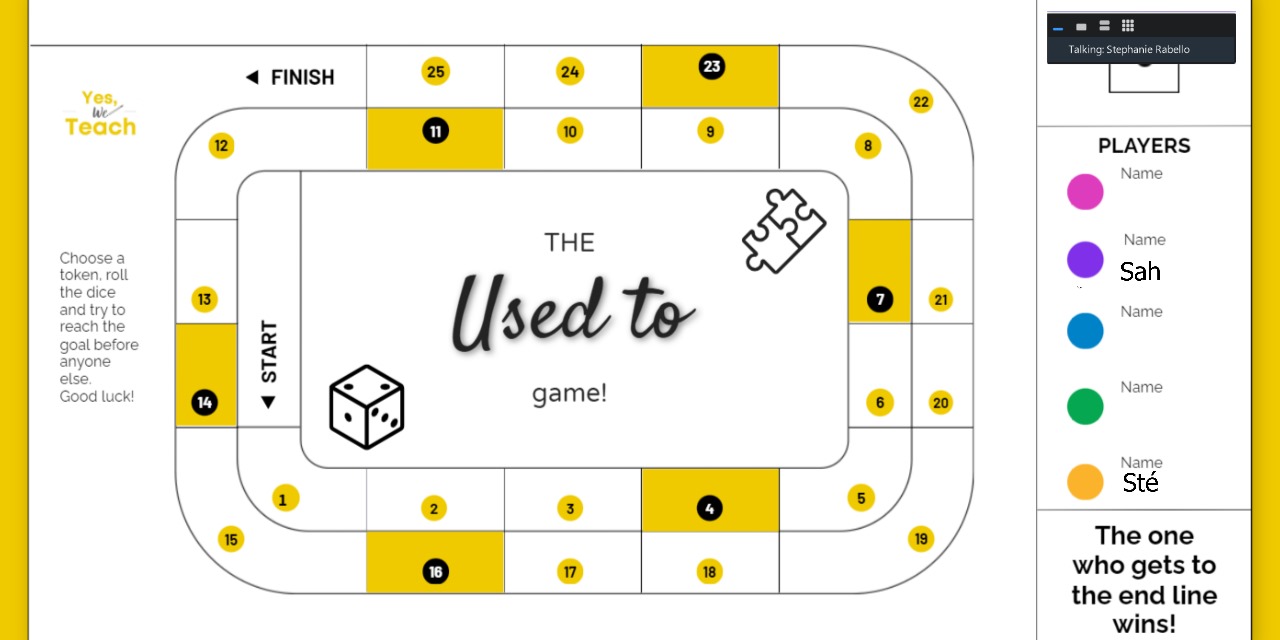 Talking: Stephanie Rabello
Yes,
We
Teach
Choose a
token, roll
the dice
and try to
reach the
goal before
anyone
else.
Good luck!
FINISH
25
24
23
22
12
11
10
9
8
13
14
START
THE
Used to
game!
7
21
6
20
1
2
3
4
5
15
16
17
18
19
PLAYERS
Name
Name
Sah
Name
Name
Name
Sté
The one
who gets to
the end line
wins!